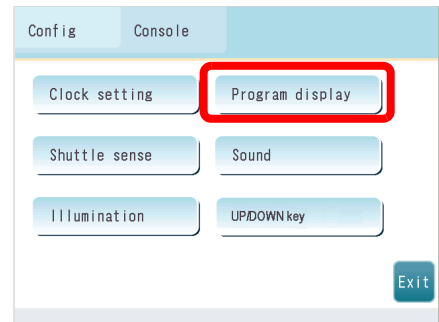 Config Console
Clock setting Program display
Shuttle sense Sound
Illumination UP/DOWN key
Exit